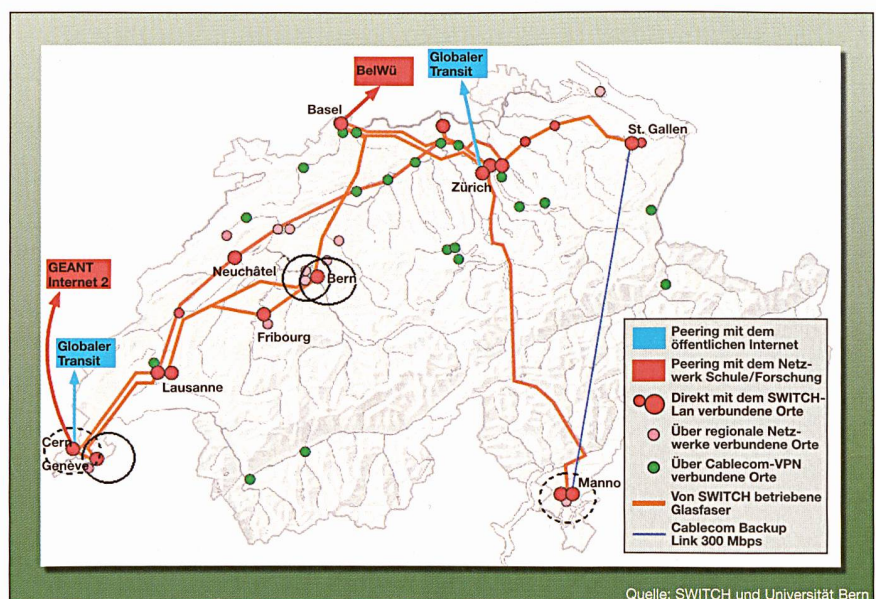 BelWü
Globaler
Transit
Basel
St. Gallen
Zürich
GEANT
Internet 2
Neuchâtel
Bern
Globaler
Transit
Fribourg
Lausanne
Cern
Genève
Manno
Peering mit dem
öffentlichen Internet
Peering mit dem Netz-
werk Schule/Forschung
Direkt mit dem SWITCH-
Lan verbundene Orte
Über regionale Netz-
werke verbundene Orte
Über Cablecom-VPN
verbundene Orte
Von SWITCH betriebene
Glasfaser
Cablecom Backup
Link 300 Mbps
Quelle: SWITCH und Universität Bern